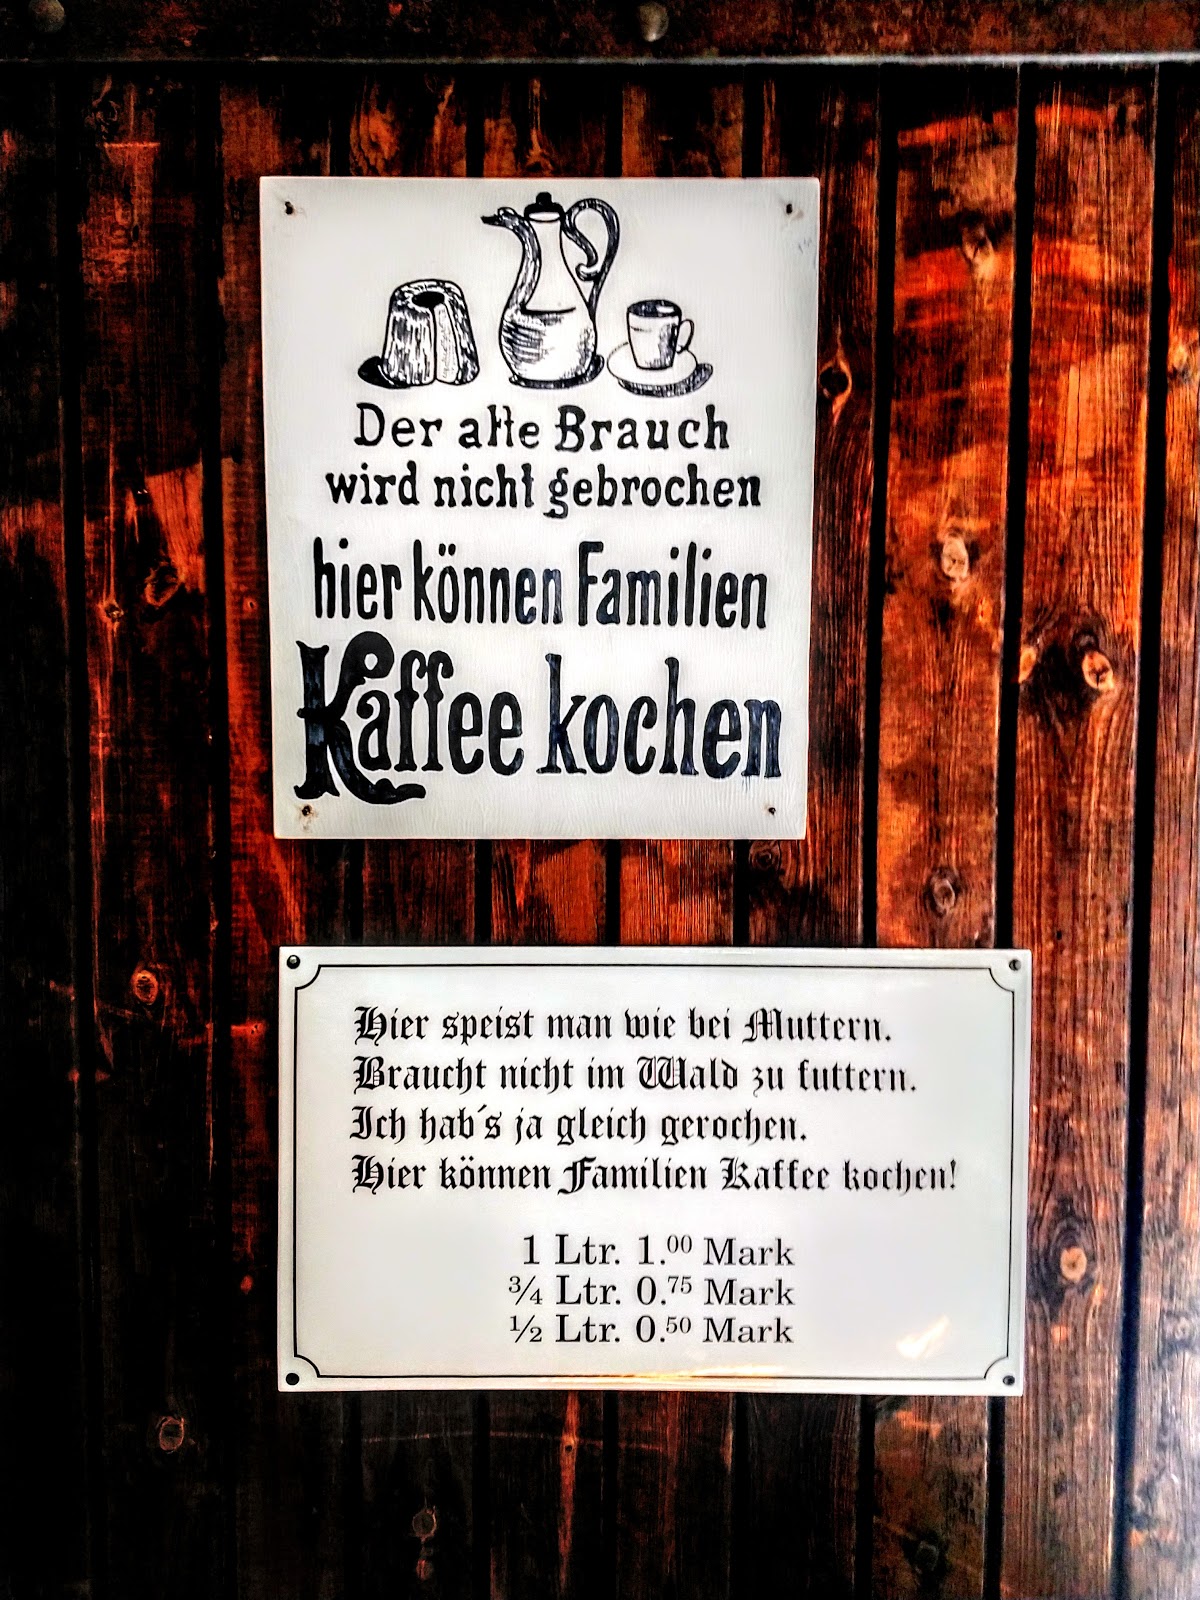 Der alte Brauch
wird nicht gebrochen
hier können Familien
Kaffee kochen
Hier speist man wie bei Muttern.
Braucht nicht im Wald zu futtern.
Ich hab´s ja gleich gerochen.
Hier können Familien Kaffee kochen!
1 Ltr. 1.00 Mark
¾ Ltr. 0.75 Mark
½ Ltr. 0.50 Mark